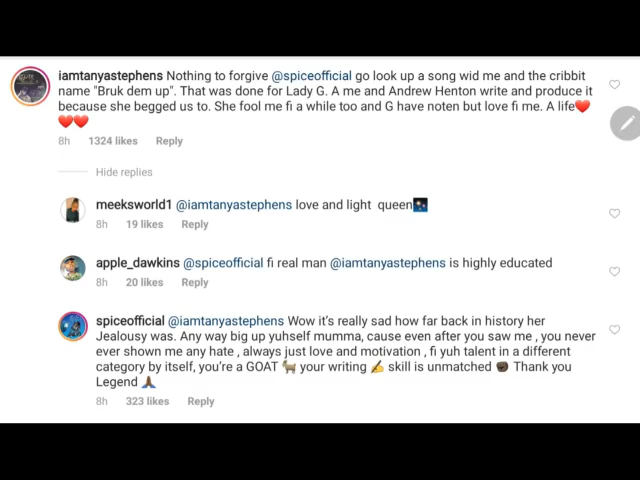 iamtanyastephens Nothing to forgive @spiceofficial go look up a song wid me and the cribbit
name "Bruk dem up". That was done for Lady G. A me and Andrew Henton write and produce it
because she begged us to. She fool me fi a while too and G have noten but love fi me. A life❤️
❤️❤️
8h 1324 likes Reply
Hide replies
meeksworld1 @iamtanyastephens love and light queen🎇
8h 19 likes Reply
apple_dawkins @spiceofficial fi real man @iamtanyastephens is highly educated
8h 20 likes Reply
spiceofficial @iamtanyastephens Wow it's really sad how far back in history her
Jealousy was. Any way big up yuhself mumma, cause even after you saw me , you never
ever shown me any hate , always just love and motivation , fi yuh talent in a different
category by itself, you're a GOAT 🐐 your writing ✍️ skill is unmatched ✊🏿 Thank you
Legend 🙏🏾
8h 323 likes Reply